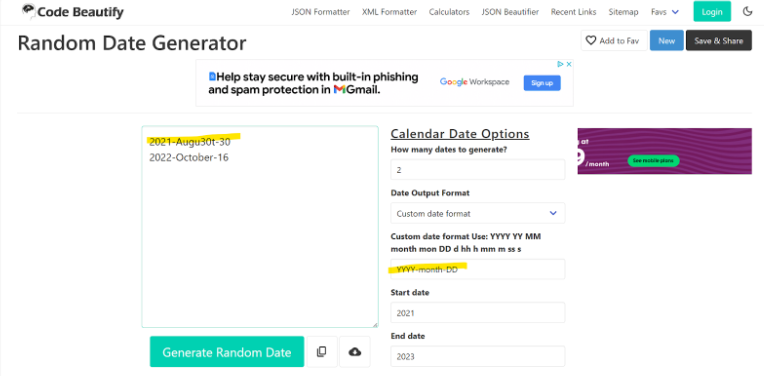 Code Beautify
JSON Formatter XML Formatter Calculators JSON Beautifier Recent Links Sitemap Favs Login
Random Date Generator
Add to Fav New Save & Share
Help stay secure with built-in phishing
and spam protection in Gmail.
Google Workspace
Sign up
2021-Augu30t-30
2022-October-16
Calendar Date Options
How many dates to generate?
2
Date Output Format
Custom date format
Custom date format Use: YYYY YY MM
month mon DD d hh h mm m ss s
YYYY-month-DD
Start date
2021
End date
2023
Generate Random Date
at
9
/month
See mobile plans